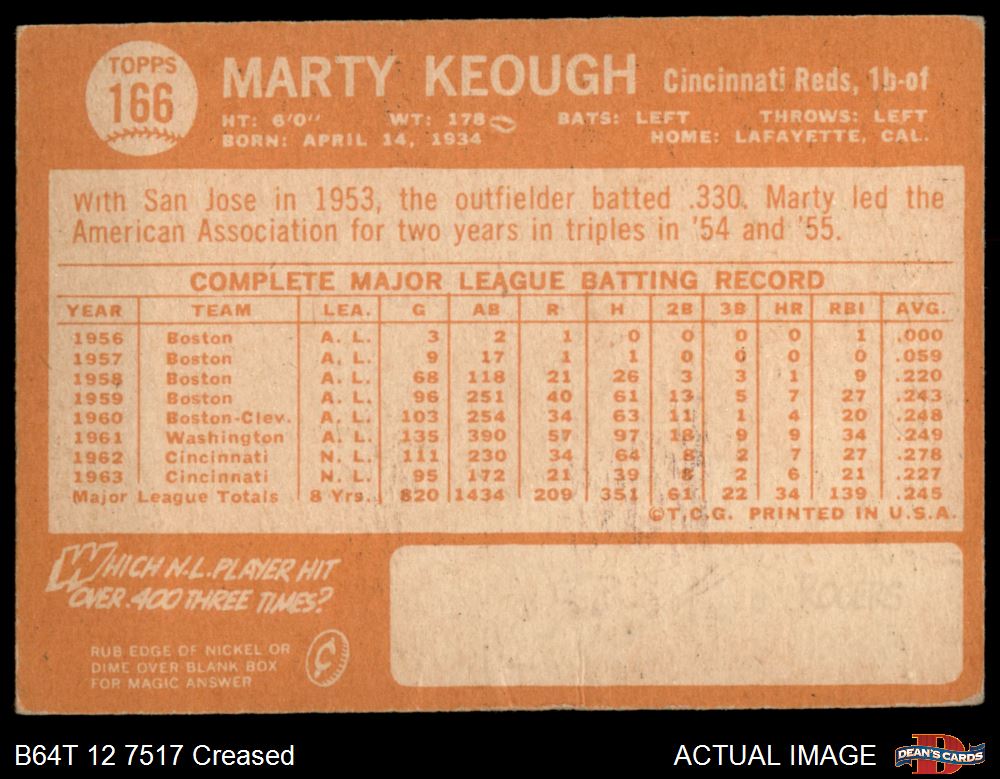 TOPPS
166
MARTY KEOUGH Cincinnati Reds, 1b-of
HT: 6'0" WT: 178 BATS: LEFT THROWS: LEFT
BORN: APRIL 14, 1934 HOME: LAFAYETTE, CAL.
With San Jose in 1953, the outfielder batted .330. Marty led the
American Association for two years in triples in '54 and '55.
COMPLETE MAJOR LEAGUE BATTING RECORD
YEAR TEAM LEA. G AB R H 2B 3B HR RBI AVG.
1956 Boston A. L. 3 2 1 0 0 0 0 1 .000
1957 Boston A. L. 9 17 1 1 0 0 0 0 .059
1958 Boston A. L. 68 118 21 26 3 3 1 9 .220
1959 Boston A. L. 96 251 40 61 13 5 7 27 .243
1960 Boston-Clev. A. L. 103 254 34 63 11 1 4 20 .248
1961 Washington A. L. 135 390 57 97 18 9 9 34 .249
1962 Cincinnati N. L. 111 230 34 64 8 2 7 27 .278
1963 Cincinnati N. L. 95 172 21 39 8 2 6 21 .227
Major League Totals 8 Yrs. 820 1434 209 351 61 22 34 139 .245
©T.C.G. PRINTED IN U.S.A.
WHICH N.L. PLAYER HIT
OVER .400 THREE TIMES?
RUB EDGE OF NICKEL OR
DIME OVER BLANK BOX
FOR MAGIC ANSWER
B64T 12 7517 Creased
ACTUAL IMAGE
DEAN'S CARDS